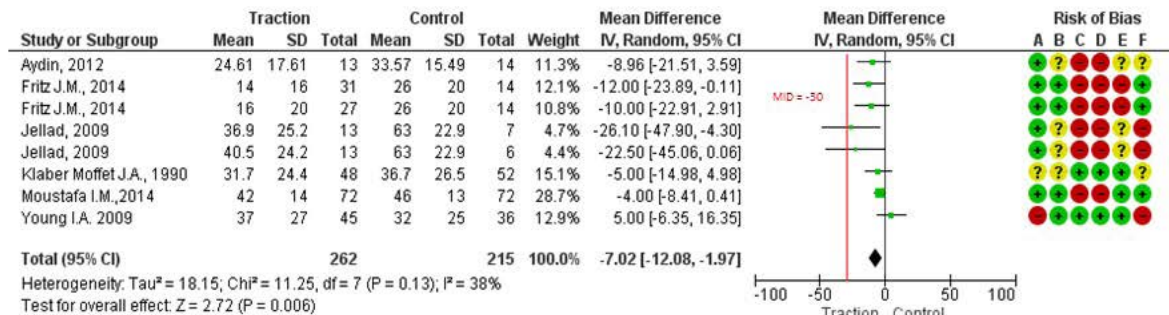 Traction Control Mean Difference Mean Difference Risk of Bias
Study or Subgroup Mean SD Total Mean SD Total Weight IV, Random, 95% CI IV, Random, 95% CI A B C D E F
Aydin, 2012 24.61 17.61 13 33.57 15.49 14 11.3% -8.96 [-21.51, 3.59] + ? - - ? ?
Fritz J.M., 2014 14 16 31 26 20 14 12.1% -12.00 [-23.89, -0.11] + ? - - - +
Fritz J.M., 2014 16 20 27 26 20 14 10.8% -10.00 [-22.91, 2.91] MID = -30 + ? - - - +
Jellad, 2009 36.9 25.2 13 63 22.9 7 4.7% -26.10 [-47.90, -4.30] + ? - - ? -
Jellad, 2009 40.5 24.2 13 63 22.9 6 4.4% -22.50 [-45.06, 0.06] + ? - - ? -
Klaber Moffet J.A., 1990 31.7 24.4 48 36.7 26.5 52 15.1% -5.00 [-14.98, 4.98] ? ? + + + ?
Moustafa I.M.,2014 42 14 72 46 13 72 28.7% -4.00 [-8.41, 0.41] + + - - + +
Young I.A. 2009 37 27 45 32 25 36 12.9% 5.00 [-6.35, 16.35] - + + + + -
Total (95% CI) 262 215 100.0% -7.02 [-12.08, -1.97]
Heterogeneity: Tau² = 18.15; Chi² = 11.25, df = 7 (P = 0.13); I² = 38%
Test for overall effect: Z = 2.72 (P = 0.006)
-100 -50 0 50 100
Traction Control